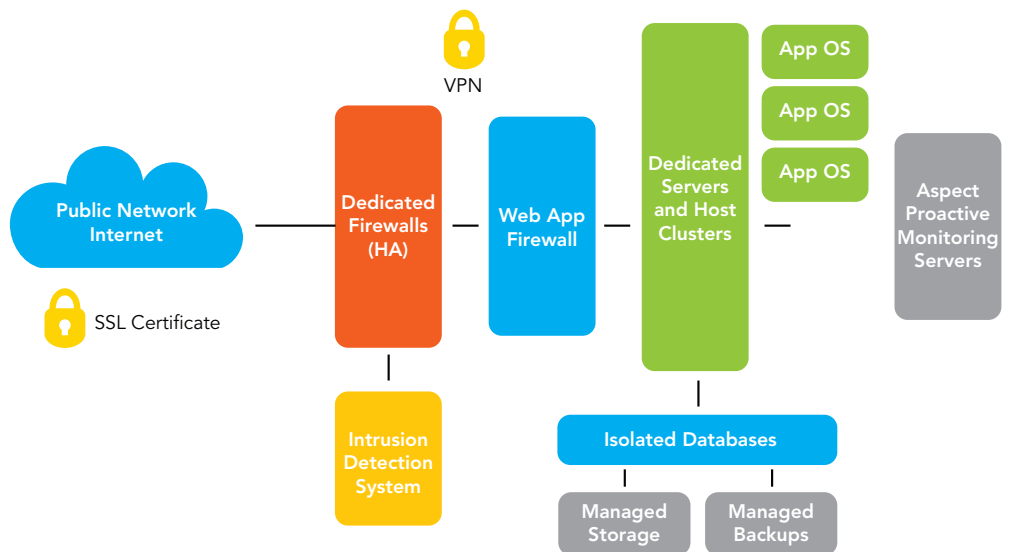 VPN
Public Network
Internet
SSL Certificate
Dedicated
Firewalls
(HA)
Intrusion
Detection
System
Web App
Firewall
Dedicated
Servers
and Host
Clusters
App OS
App OS
App OS
Aspect
Proactive
Monitoring
Servers
Isolated Databases
Managed
Storage
Managed
Backups